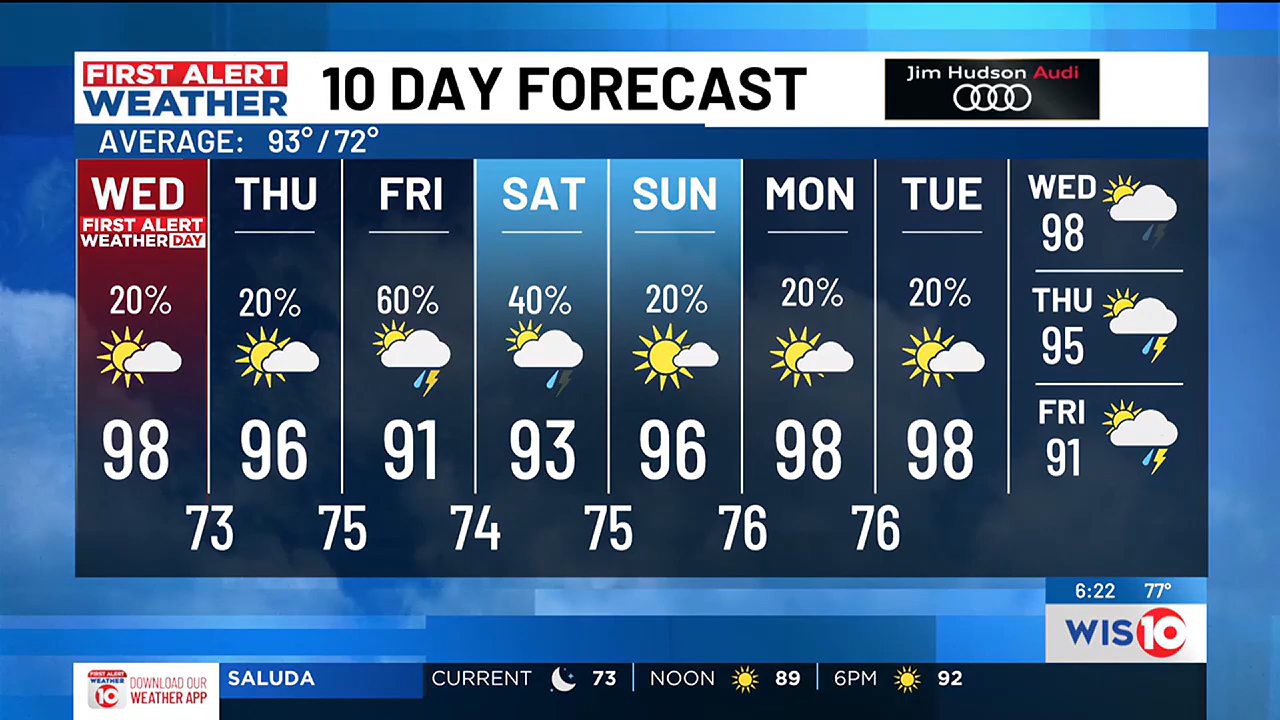 FIRST ALERT
WEATHER
10 DAY FORECAST
Jim Hudson Audi
AVERAGE: 93°/72°
WED THU FRI SAT SUN MON TUE
FIRST ALERT
WEATHER DAY
20% 20% 60% 40% 20% 20% 20%
98 96 91 93 96 98 98
73 75 74 75 76 76
WED
98
THU
95
FRI
91
6:22 77°
WIS10
FIRST ALERT
WEATHER
10
DOWNLOAD OUR
WEATHER APP
SALUDA CURRENT 73 NOON 89 6PM 92